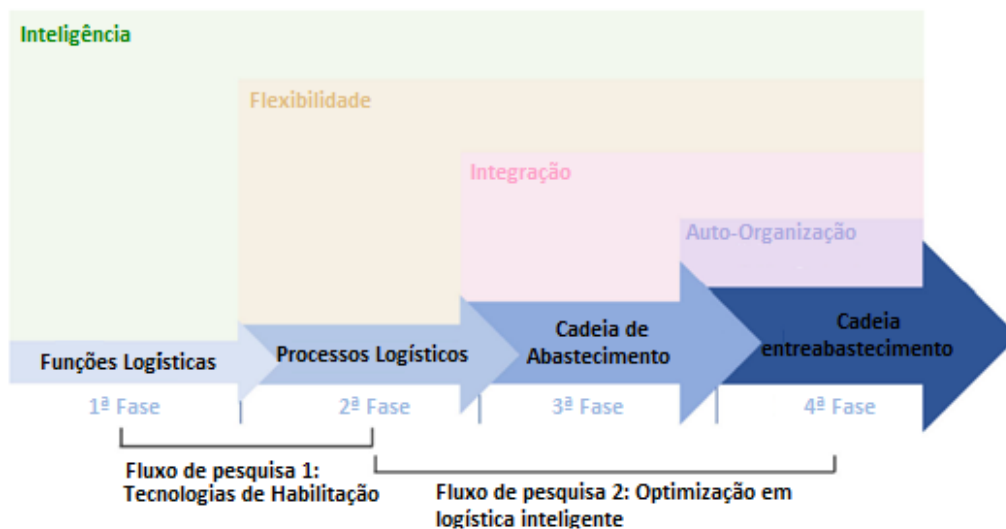 Inteligência
Flexibilidade
Integração
Auto-Organização
Funções Logísticas
Processos Logísticos
Cadeia de
Abastecimento
Cadeia
entreabastecimento
1ª Fase
2ª Fase
3ª Fase
4ª Fase
Fluxo de pesquisa 1:
Tecnologias de Habilitação
Fluxo de pesquisa 2: Optimização em
logística inteligente